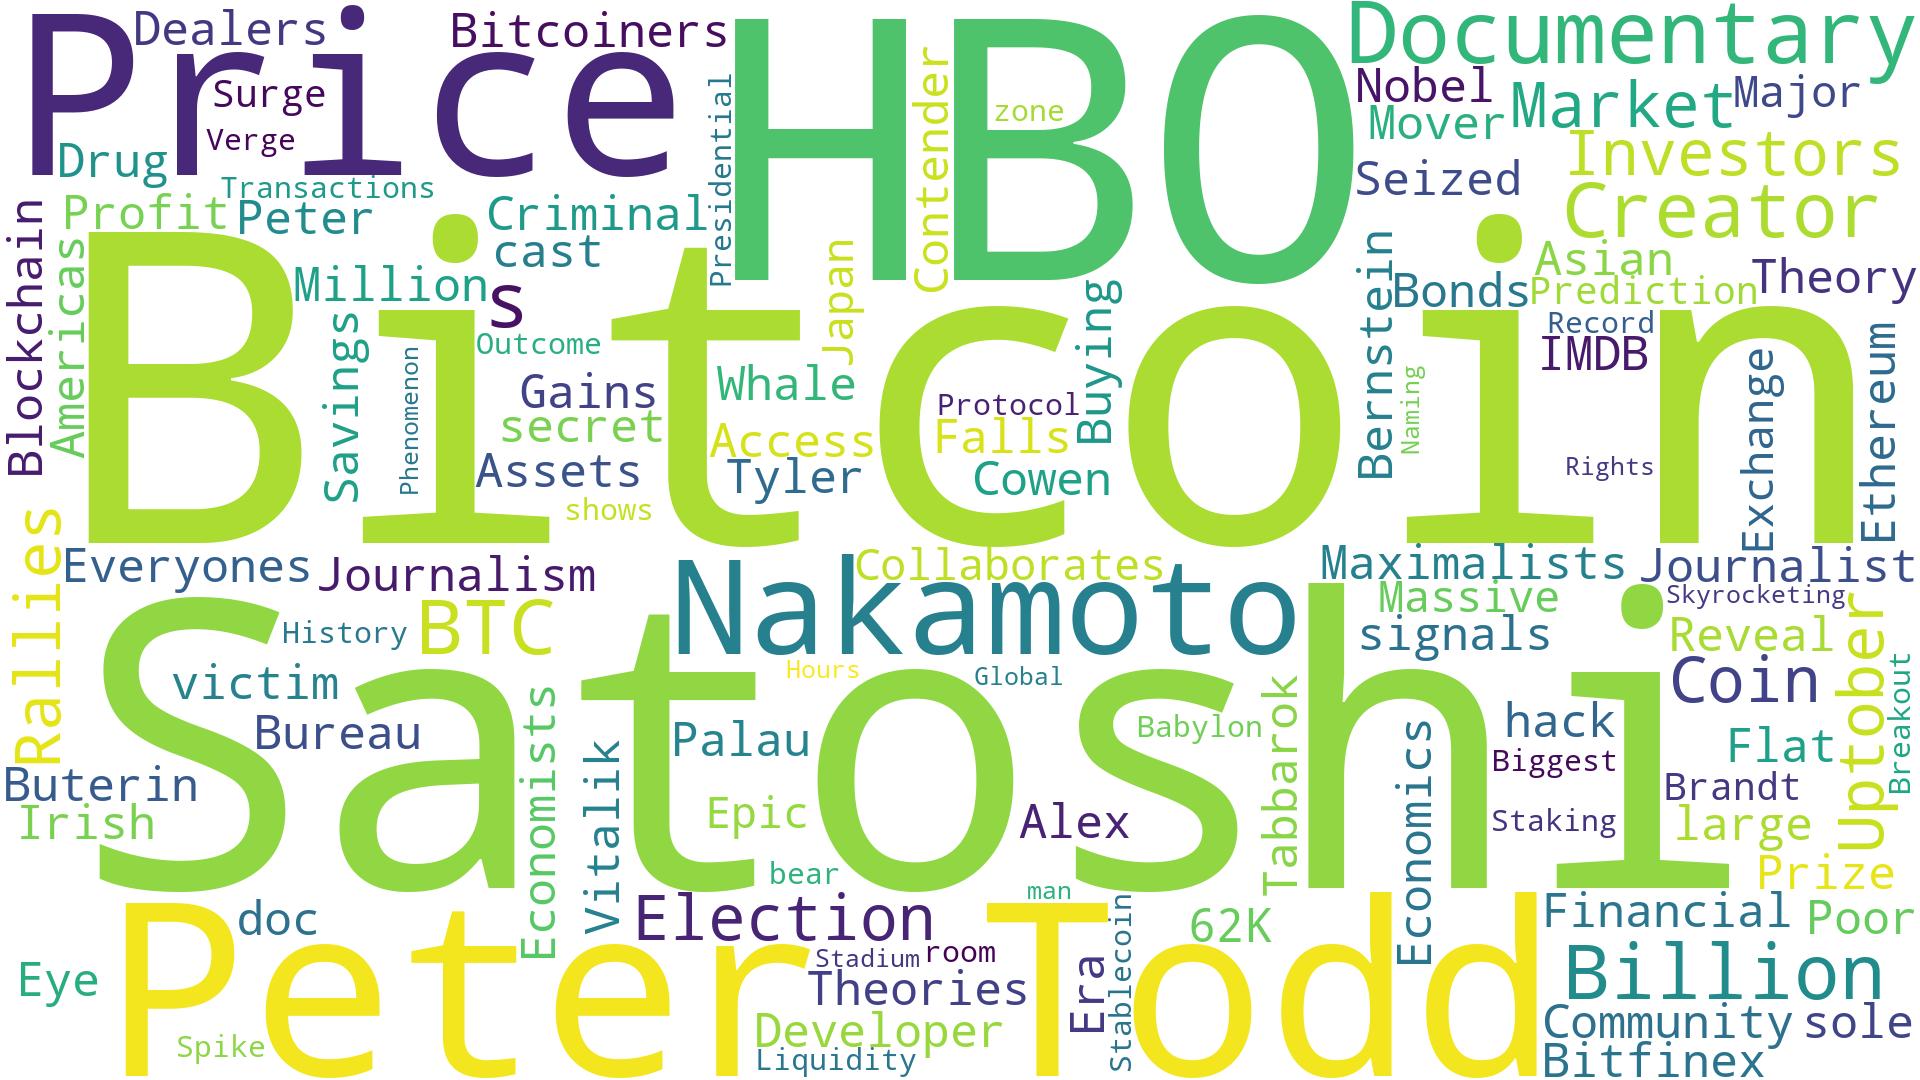 Price
Dealers
Bitcoiners
HBO
Documentary
Surge
Verge
Drug
Transactions
Profit
Peter
Criminal
cast
Presidential
Contender
zone
Nobel
Market
Major
Mover
Investors
Seized
Creator
Blockchain
Americas
Bitcoin
Million
s
Savings
Phenomenon
Outcome
Gains
secret
Assets
shows
Japan
Whale
Access
Tyler
Protocol
Falls
Cowen
Buying
Bernstein
Bonds
Asian
Theory
Prediction
Record
IMDB
Naming
Rights
Exchange
Ethereum
Rallies
Everyones
Journalism
BTC
History
Nakamoto
Collaborates
Maximalists
Journalist
Massive
Skyrocketing
signals
Reveal
Satoshi
victim
Bureau
Hours
Global
Coin
Uptober
Breakout
Economists
Vitalik
Palau
Babylon
Tabbarok
Economics
hack
Flat
Biggest
Brandt
Buterin
Irish
Epic
Alex
Staking
large
Prize
bear
man
Peter Todd
doc
Election
62K
Financial
Poor
Stadium
room
Eye
Theories
Era
Stablecoin
Billion
Spike
Developer
Liquidity
Community
sole
Bitfinex